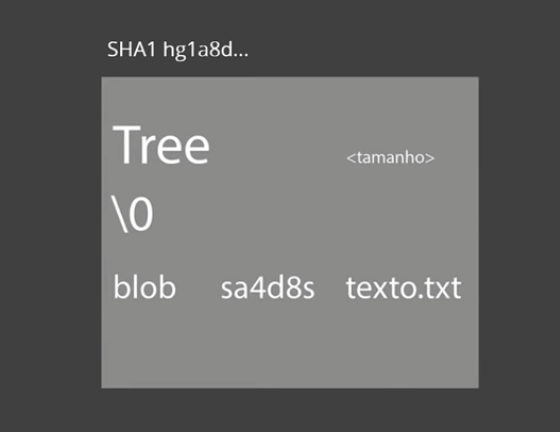 SHA1 hg1a8d...
Tree <tamanho>
\0
blob sa4d8s texto.txt